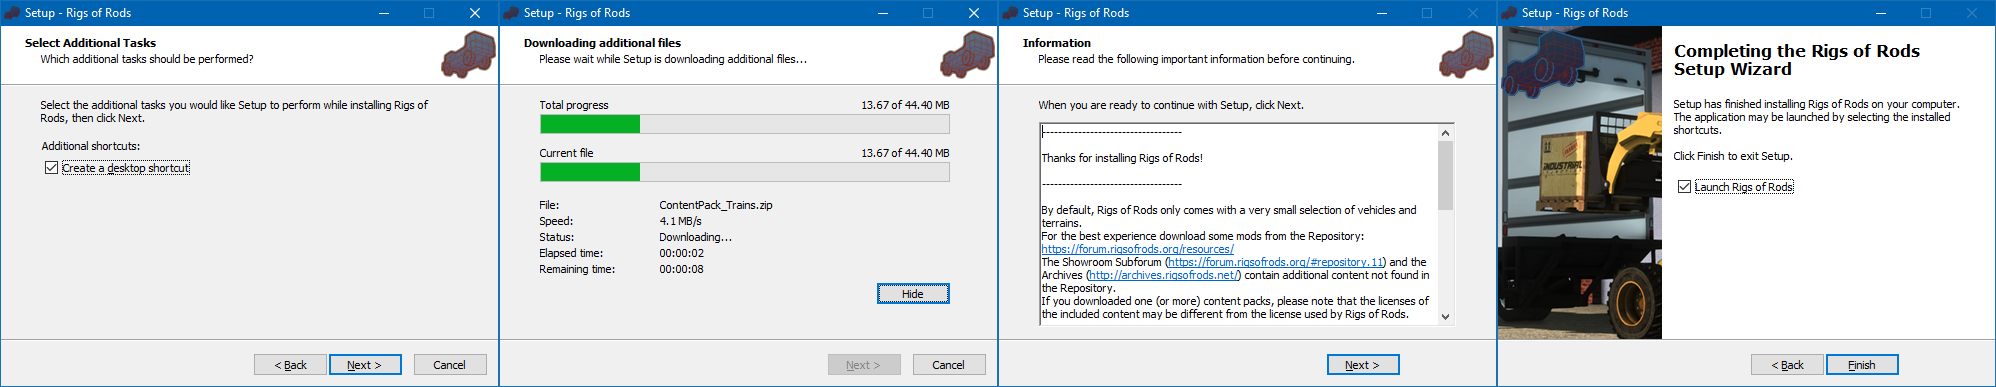 Setup - Rigs of Rods
Select Additional Tasks
Which additional tasks should be performed?
Select the additional tasks you would like Setup to perform while installing Rigs of
Rods, then click Next.
Additional shortcuts:
Create a desktop shortcut
< Back
Next >
Cancel
Setup - Rigs of Rods
Downloading additional files
Please wait while Setup is downloading additional files...
Total progress 13.67 of 44.40 MB
Current file 13.67 of 44.40 MB
File: ContentPack_Trains.zip
Speed: 4.1 MB/s
Status: Downloading...
Elapsed time: 00:00:02
Remaining time: 00:00:08
Hide
Next >
Cancel
Setup - Rigs of Rods
Information
Please read the following important information before continuing.
When you are ready to continue with Setup, click Next.
-----------------------------------
Thanks for installing Rigs of Rods!
-----------------------------------
By default, Rigs of Rods only comes with a very small selection of vehicles and
terrains.
For the best experience download some mods from the Repository:
https://forum.rigsofrods.org/resources/
The Showroom Subforum (https://forum.rigsofrods.org/#repository.11) and the
Archives (http://archives.rigsofrods.net/) contain additional content not found in
the Repository.
If you downloaded one (or more) content packs, please note that the licenses of
the included content may be different from the license used by Rigs of Rods.
Next >
Setup - Rigs of Rods
INDUSTRIAL
Completing the Rigs of Rods
Setup Wizard
Setup has finished installing Rigs of Rods on your computer.
The application may be launched by selecting the installed
shortcuts.
Click Finish to exit Setup.
Launch Rigs of Rods
< Back
Finish